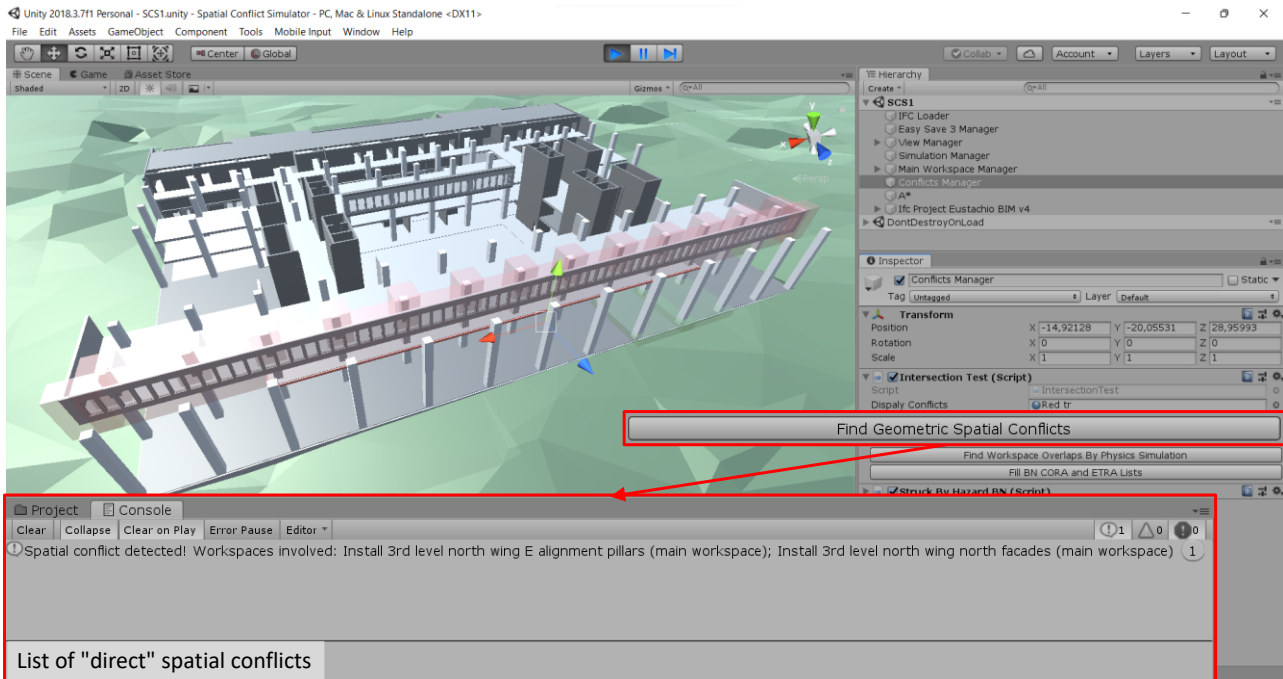 Unity 2018.3.7f1 Personal - SCS1.unity - Spatial Conflict Simulator - PC, Mac & Linux Standalone <DX11>
File Edit Assets GameObject Component Tools Mobile Input Window Help
Center Global Collab Account Layers Layout
Scene Game Asset Store
Shaded 2D Gizmos All
y
x
z
Persp
Hierarchy
Create All
SCS1
IFC Loader
Easy Save 3 Manager
View Manager
Simulation Manager
Main Workspace Manager
Conflicts Manager
A*
Ifc Project Eustachio BIM v4
DontDestroyOnLoad
Inspector
Conflicts Manager Static
Tag Untagged Layer Default
Transform
Position X -14,92128 Y -20,05531 Z 28,95993
Rotation X 0 Y 0 Z 0
Scale X 1 Y 1 Z 1
Intersection Test (Script)
Script IntersectionTest
Dispaly Conflicts Red tr
Find Geometric Spatial Conflicts
Find Workspace Overlaps By Physics Simulation
Fill BN CORA and ETRA Lists
Struck By Hazard BN (Script)
Project Console
Clear Collapse Clear on Play Error Pause Editor 1 0 0
Spatial conflict detected! Workspaces involved: Install 3rd level north wing E alignment pillars (main workspace); Install 3rd level north wing north facades (main workspace) 1
List of "direct" spatial conflicts